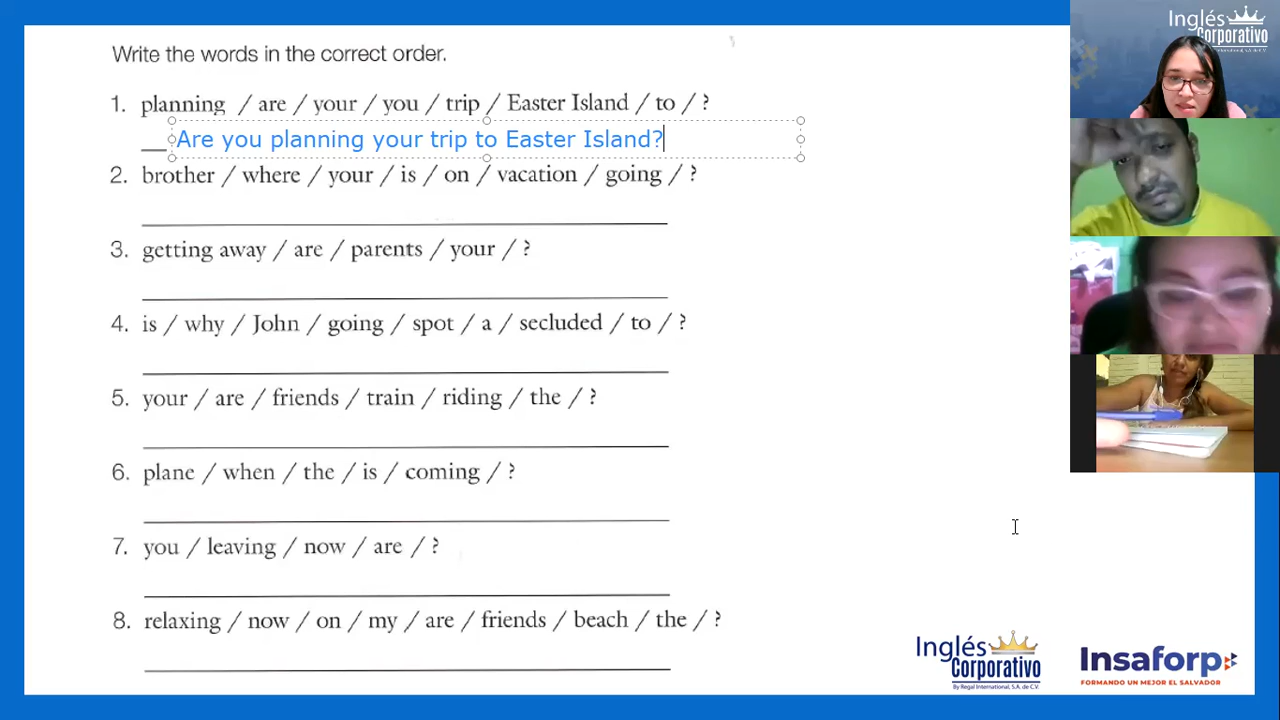 Write the words in the correct order.
1. planning / are / your / you / trip / Easter Island / to / ?
Are you planning your trip to Easter Island?
2. brother / where / your / is / on / vacation / going / ?
3. getting away / are / parents / your / ?
4. is / why / John / going / spot / a / secluded / to / ?
5. your / are / friends / train / riding / the / ?
6. plane / when / the / is / coming / ?
7. you / leaving / now / are / ?
8. relaxing / now / on / my / are / friends / beach / the / ?
Inglés
Corporativo
Inglés
Corporativo
By Regal International, S.A. de C.V.
Insaforp
FORMANDO UN MEJOR EL SALVADOR